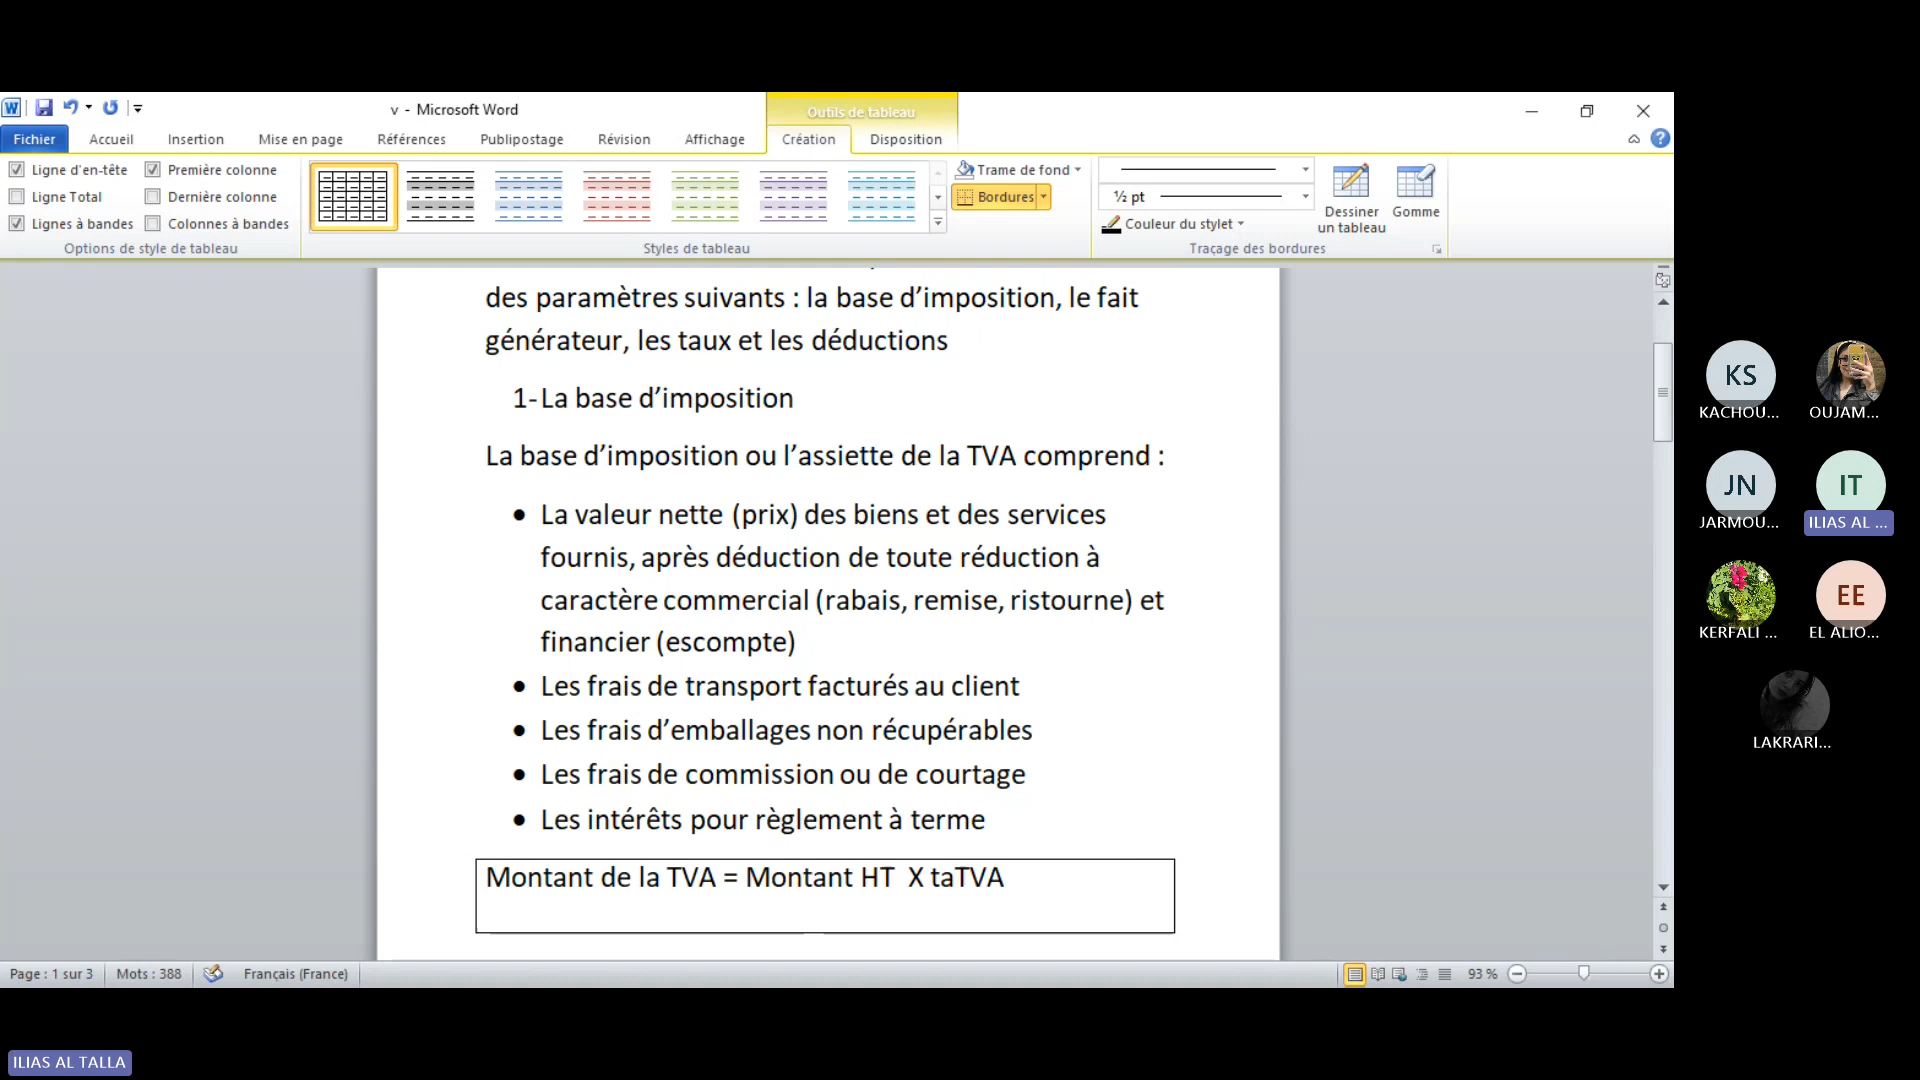 v - Microsoft Word
Outils de tableau
Fichier
Accueil
Insertion
Mise en page
Références
Publipostage
Révision
Affichage
Création
Disposition
Ligne d'en-tête
Première colonne
Ligne Total
Dernière colonne
Lignes à bandes
Colonnes à bandes
Options de style de tableau
Styles de tableau
Trame de fond
Bordures
½ pt
Couleur du stylet
Dessiner
un tableau
Gomme
Traçage des bordures
des paramètres suivants : la base d’imposition, le fait
générateur, les taux et les déductions
1- La base d’imposition
La base d’imposition ou l’assiette de la TVA comprend :
• La valeur nette (prix) des biens et des services
fournis, après déduction de toute réduction à
caractère commercial (rabais, remise, ristourne) et
financier (escompte)
• Les frais de transport facturés au client
• Les frais d’emballages non récupérables
• Les frais de commission ou de courtage
• Les intérêts pour règlement à terme
Montant de la TVA = Montant HT X taTVA
Page : 1 sur 3
Mots : 388
Français (France)
93 %
KS
KACHOU...
OUJAM...
JN
JARMOU...
IT
ILIAS AL ...
KERFALI ...
EE
EL ALIO...
LAKRARI...
ILIAS AL TALLA